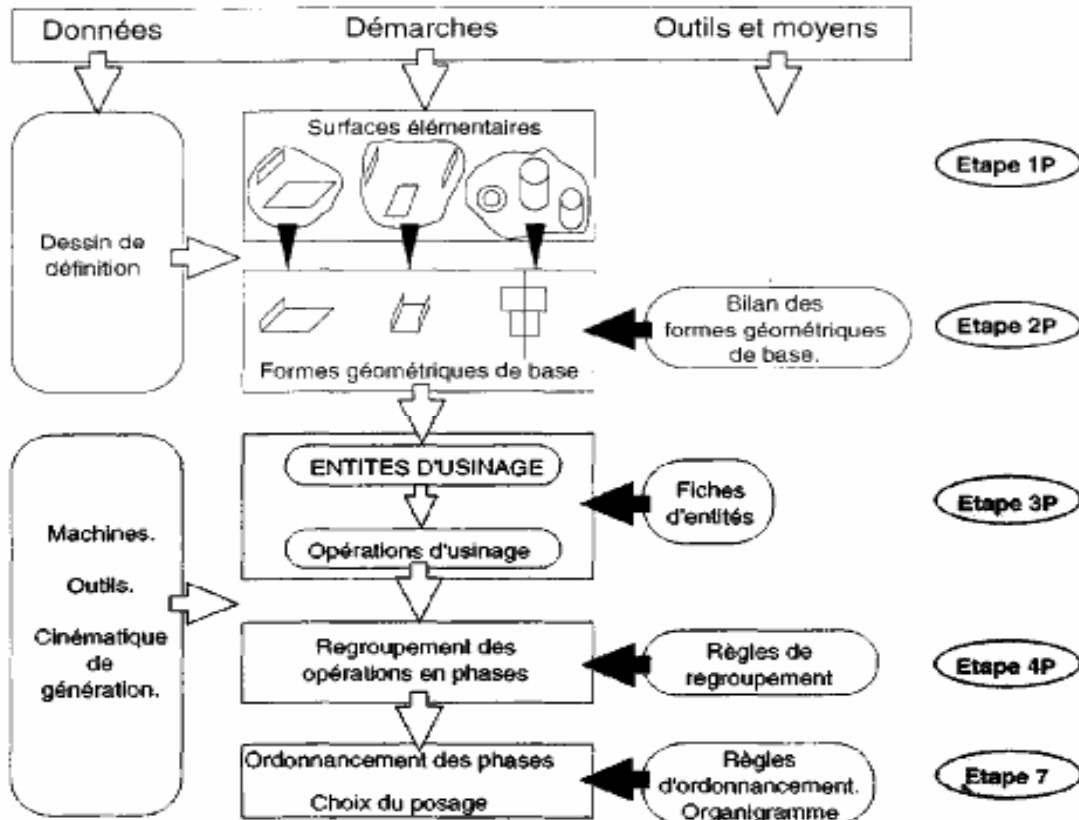 Données
Démarches
Outils et moyens
Surfaces élémentaires
Etape 1P
Dessin de
définition
Bilan des
formes géométriques
de base.
Etape 2P
Formes géométriques de base
ENTITES D'USINAGE
Opérations d'usinage
Fiches
d'entités
Etape 3P
Machines.
Outils.
Cinématique
de
génération.
Regroupement des
opérations en phases
Règles de
regroupement
Etape 4P
Ordonnancement des phases
Choix du posage
Règles
d'ordonnancement.
Organigramme
Etape 7